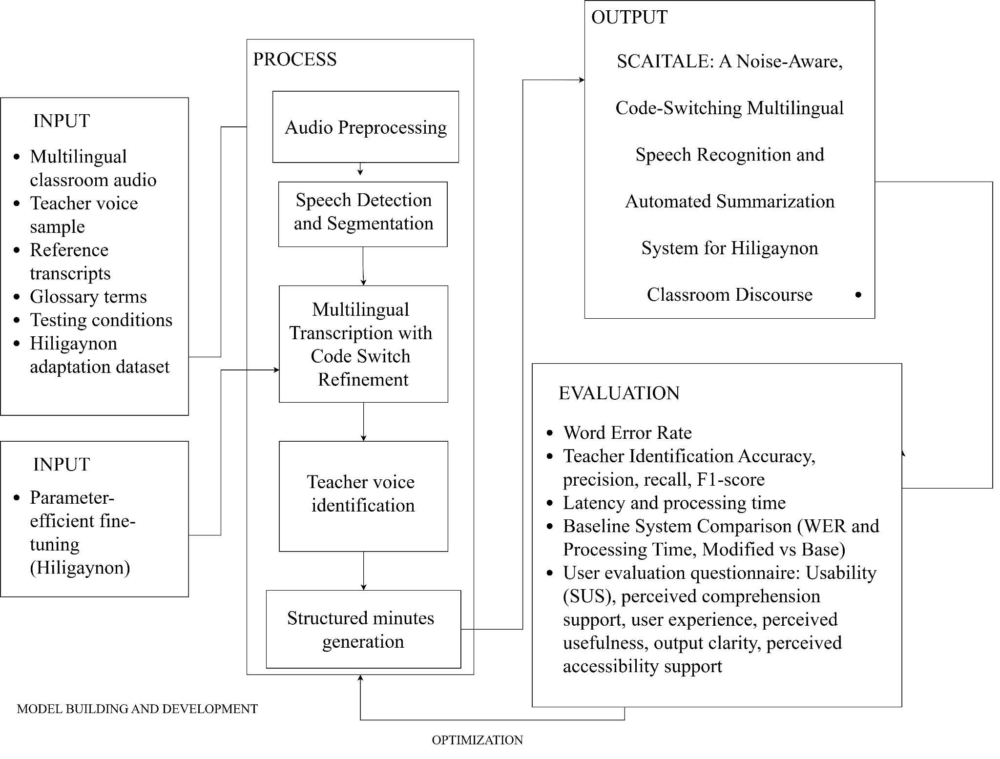 INPUT
• Multilingual
classroom audio
• Teacher voice
sample
• Reference
transcripts
• Glossary terms
• Testing conditions
• Hiligaynon
adaptation dataset
INPUT
• Parameter-
efficient fine-
tuning
(Hiligaynon)
MODEL BUILDING AND DEVELOPMENT
PROCESS
Audio Preprocessing
Speech Detection
and Segmentation
Multilingual
Transcription with
Code Switch
Refinement
Teacher voice
identification
Structured minutes
generation
OUTPUT
SCAITALE: A Noise-Aware,
Code-Switching Multilingual
Speech Recognition and
Automated Summarization
System for Hiligaynon
Classroom Discourse •
EVALUATION
• Word Error Rate
• Teacher Identification Accuracy,
precision, recall, F1-score
• Latency and processing time
• Baseline System Comparison (WER and
Processing Time, Modified vs Base)
• User evaluation questionnaire: Usability
(SUS), perceived comprehension
support, user experience, perceived
usefulness, output clarity, perceived
accessibility support
OPTIMIZATION